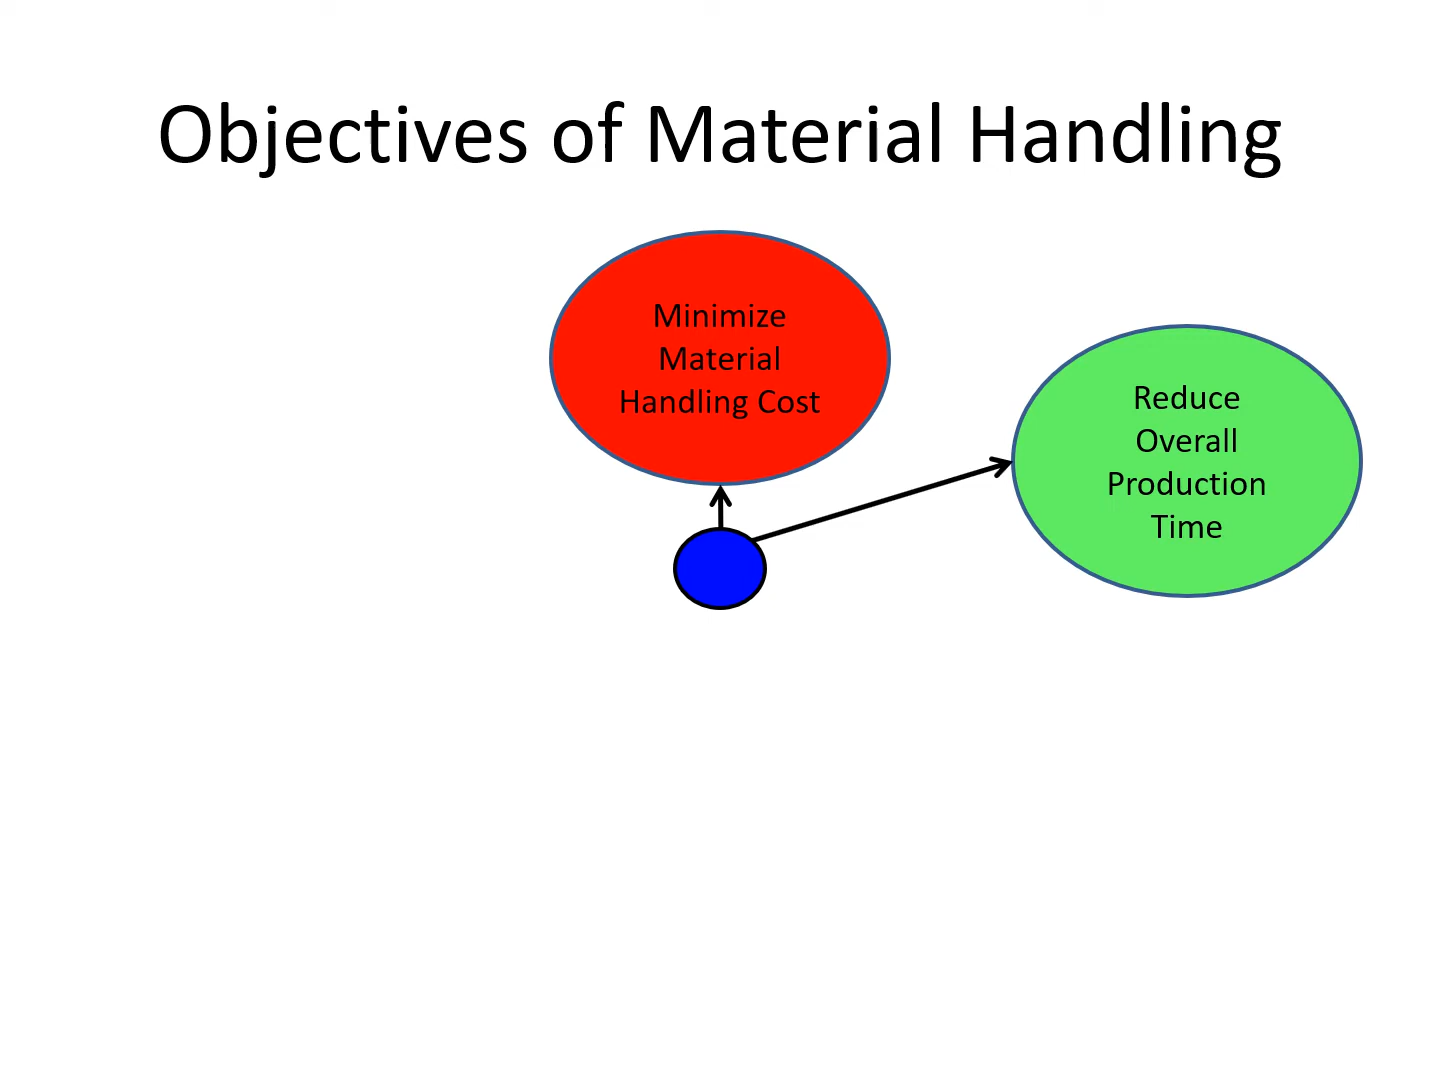 Objectives of Material Handling
Minimize
Material
Handling Cost
Reduce
Overall
Production
Time